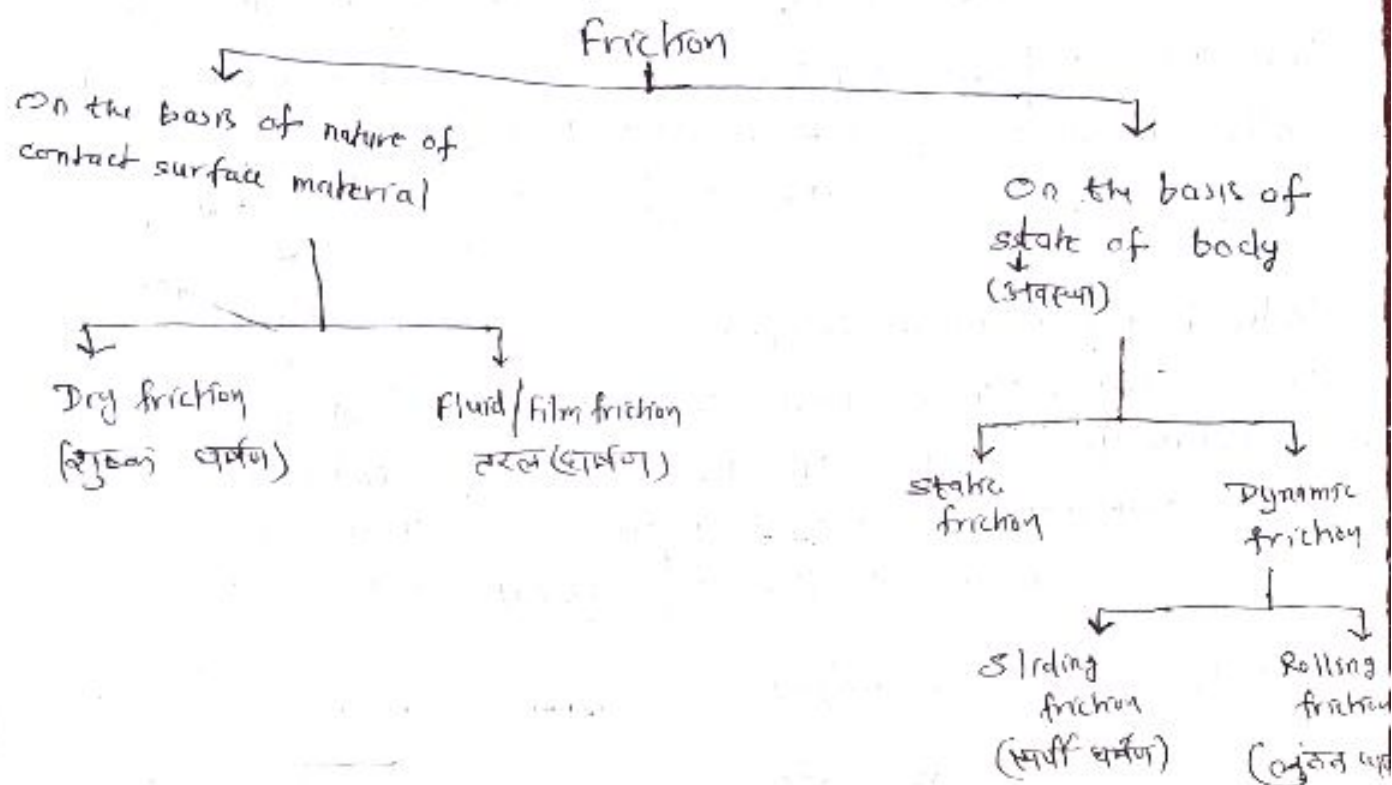 Friction
On the basis of nature of
contact surface material
On the basis of
state of body
(अवस्था)
Dry friction
(शुष्क घर्षण)
Fluid/Film friction
तरल (घर्षण)
Static
friction
Dynamic
friction
Sliding
friction
(सर्पी घर्षण)
Rolling
friction